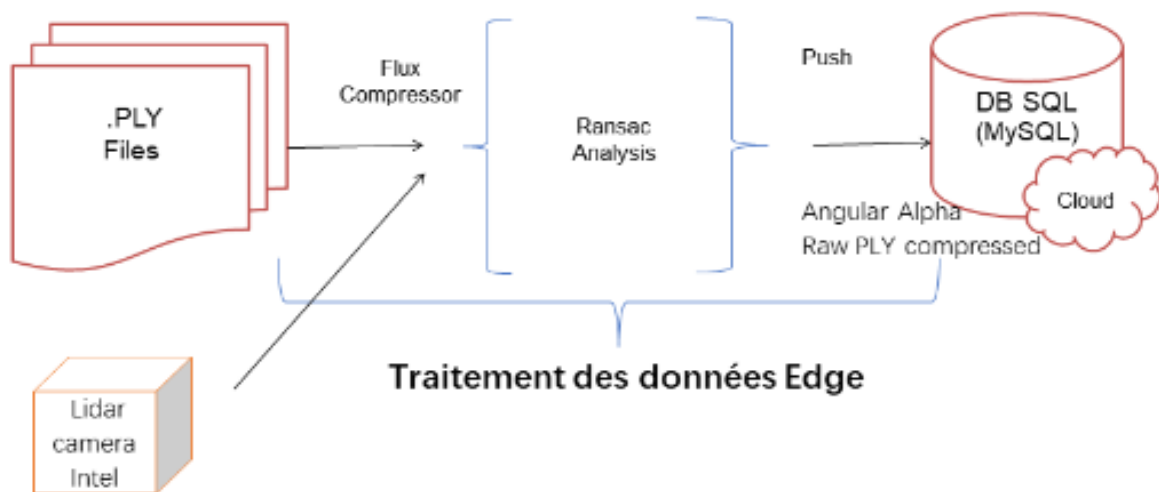 .PLY
Files
Flux
Compressor
Ransac
Analysis
Push
DB SQL
(MySQL)
Cloud
Angular Alpha
Raw PLY compressed
Traitement des données Edge
Lidar
camera
Intel